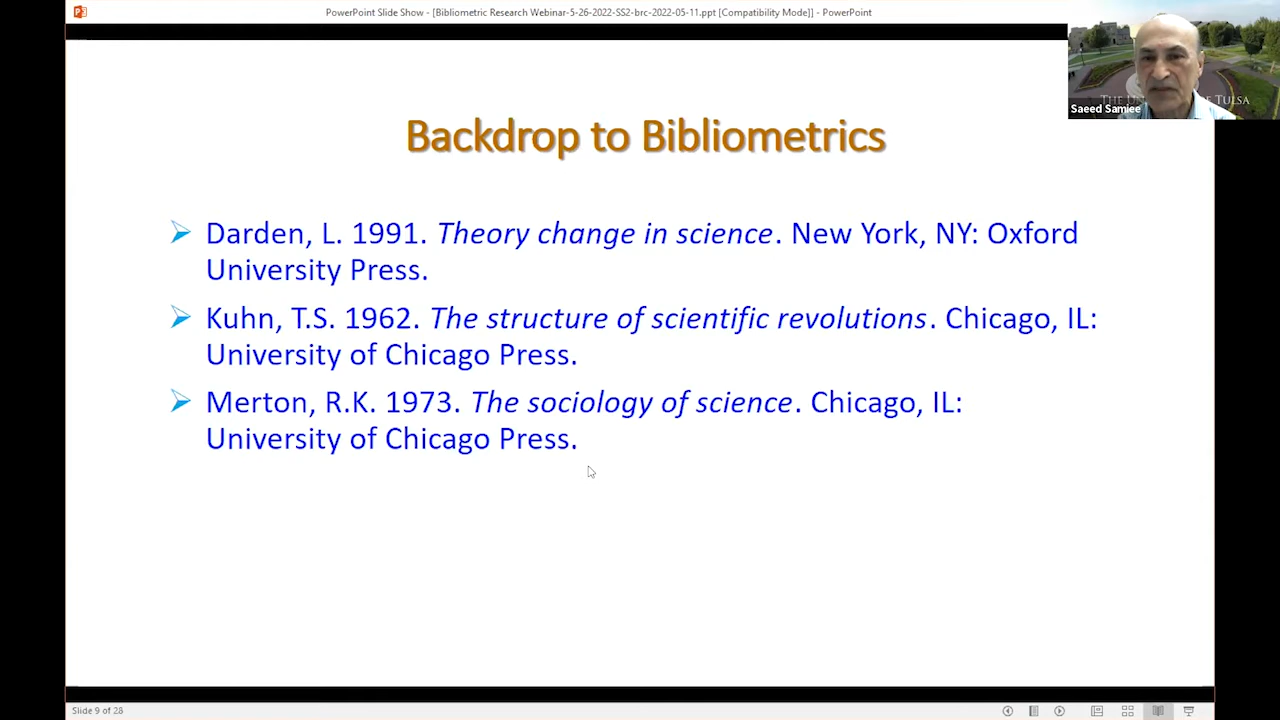 PowerPoint Slide Show - [Bibliometric Research Webinar-5-26-2022-SS2-brc-2022-05-11.ppt [Compatibility Mode]] - PowerPoint
THE UNI E TULSA
Saeed Samiee
Backdrop to Bibliometrics
Darden, L. 1991. Theory change in science. New York, NY: Oxford
University Press.
Kuhn, T.S. 1962. The structure of scientific revolutions. Chicago, IL:
University of Chicago Press.
Merton, R.K. 1973. The sociology of science. Chicago, IL:
University of Chicago Press.
Slide 9 of 28